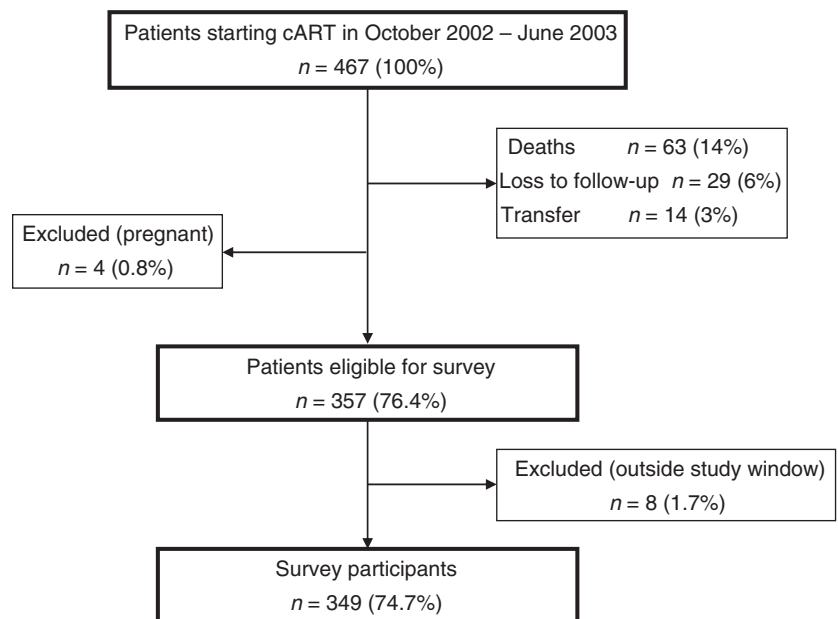 Patients starting cART in October 2002 – June 2003
n = 467 (100%)
Deaths n = 63 (14%)
Loss to follow-up n = 29 (6%)
Transfer n = 14 (3%)
Excluded (pregnant)
n = 4 (0.8%)
Patients eligible for survey
n = 357 (76.4%)
Excluded (outside study window)
n = 8 (1.7%)
Survey participants
n = 349 (74.7%)